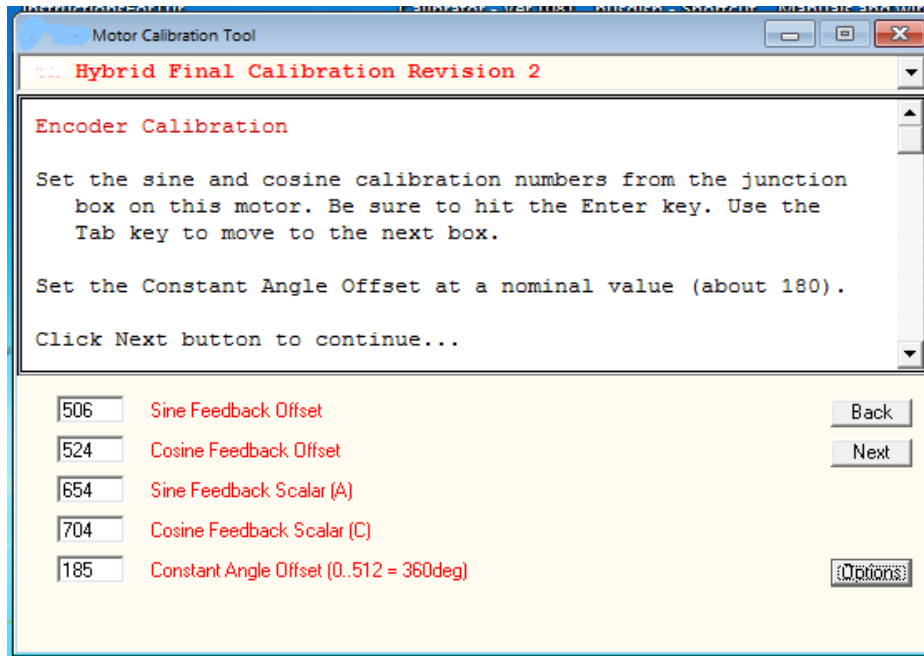 Motor Calibration Tool
Hybrid Final Calibration Revision 2
Encoder Calibration
Set the sine and cosine calibration numbers from the junction
box on this motor. Be sure to hit the Enter key. Use the
Tab key to move to the next box.
Set the Constant Angle Offset at a nominal value (about 180).
Click Next button to continue...
506 Sine Feedback Offset Back
524 Cosine Feedback Offset Next
654 Sine Feedback Scalar (A)
704 Cosine Feedback Scalar (C)
185 Constant Angle Offset (0..512 = 360deg) Options